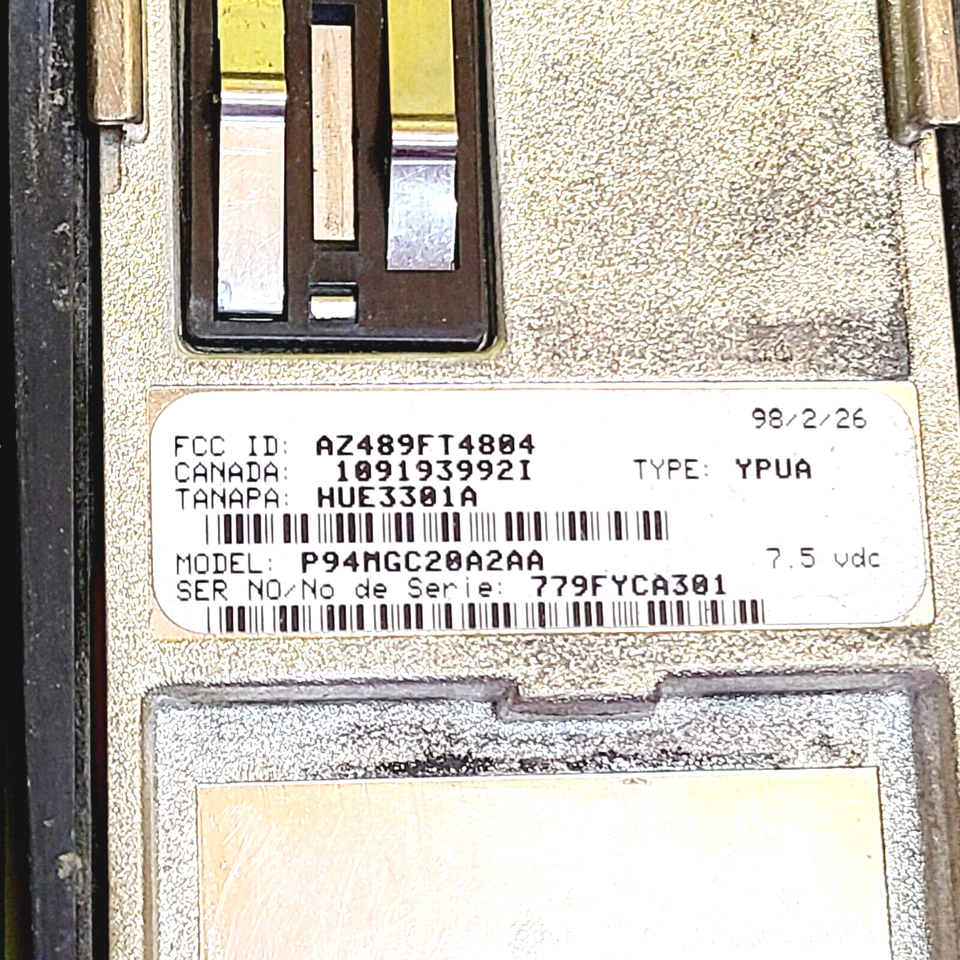 98/2/26
FCC ID: AZ489FT4804
CANADA: 109193992I TYPE: YPUA
TANAPA: HUE3301A
MODEL: P94MGC20A2AA 7.5 vdc
SER NO/No de Serie: 779FYCA301